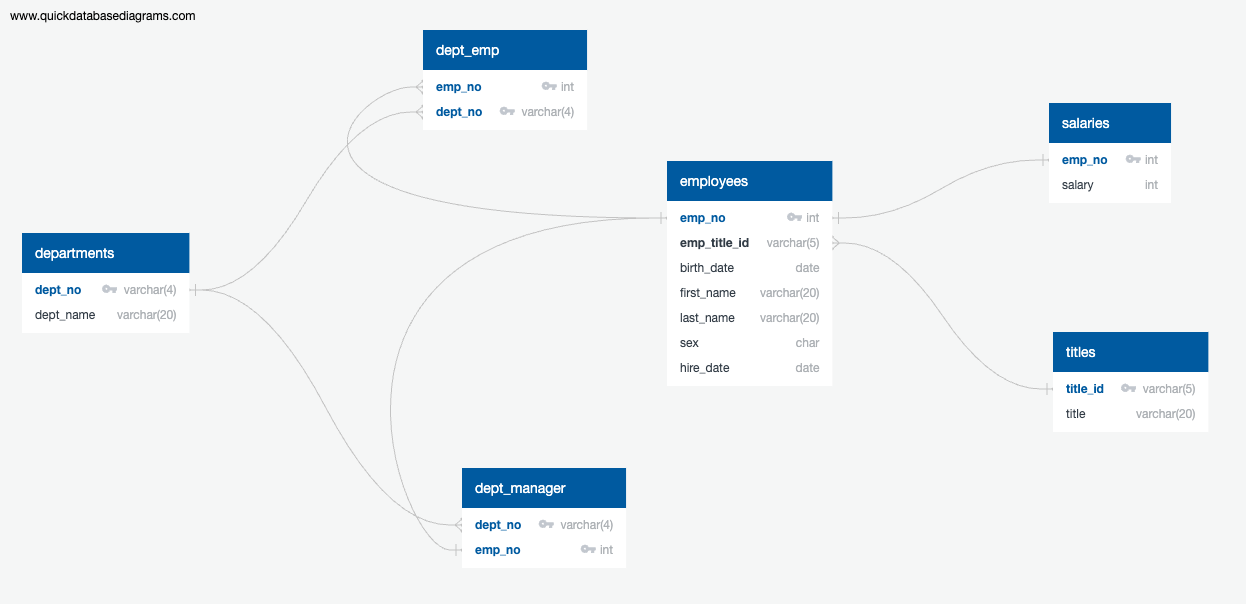 www.quickdatabasediagrams.com
dept_emp
emp_no int
dept_no varchar(4)
salaries
emp_no int
salary int
employees
emp_no int
emp_title_id varchar(5)
birth_date date
first_name varchar(20)
last_name varchar(20)
sex char
hire_date date
departments
dept_no varchar(4)
dept_name varchar(20)
titles
title_id varchar(5)
title varchar(20)
dept_manager
dept_no varchar(4)
emp_no int